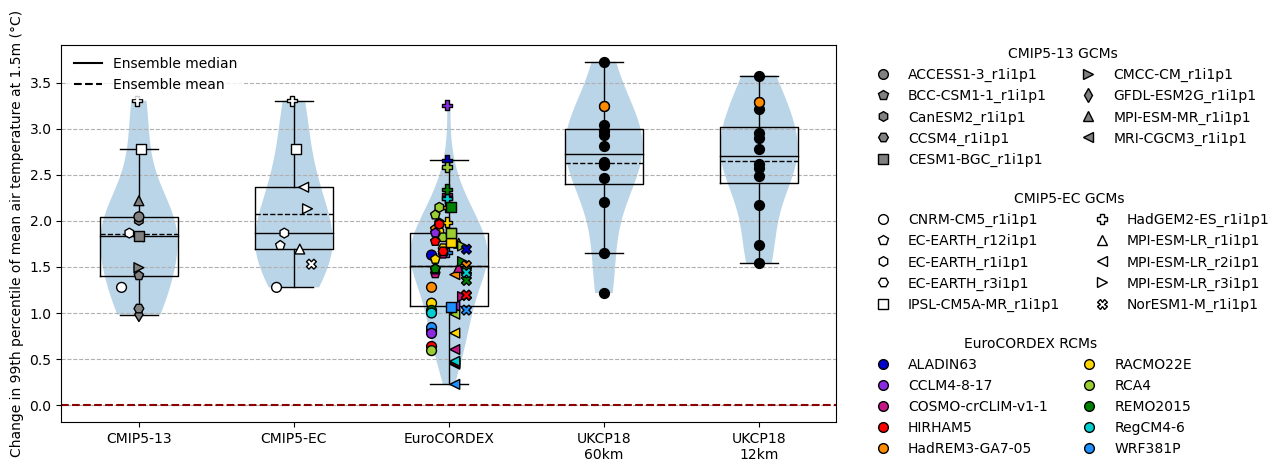 Change in 99th percentile of mean air temperature at 1.5m (°C)
Ensemble median
Ensemble mean
3.5
3.0
2.5
2.0
1.5
1.0
0.5
0.0
CMIP5-13
CMIP5-EC
EuroCORDEX
UKCP18
60km
UKCP18
12km
CMIP5-13 GCMs
ACCESS1-3_r1i1p1
BCC-CSM1-1_r1i1p1
CanESM2_r1i1p1
CCSM4_r1i1p1
CESM1-BGC_r1i1p1
CMCC-CM_r1i1p1
GFDL-ESM2G_r1i1p1
MPI-ESM-MR_r1i1p1
MRI-CGCM3_r1i1p1
CMIP5-EC GCMs
CNRM-CM5_r1i1p1
EC-EARTH_r12i1p1
EC-EARTH_r1i1p1
EC-EARTH_r3i1p1
IPSL-CM5A-MR_r1i1p1
HadGEM2-ES_r1i1p1
MPI-ESM-LR_r1i1p1
MPI-ESM-LR_r2i1p1
MPI-ESM-LR_r3i1p1
NorESM1-M_r1i1p1
EuroCORDEX RCMs
ALADIN63
CCLM4-8-17
COSMO-crCLIM-v1-1
HIRHAM5
HadREM3-GA7-05
RACMO22E
RCA4
REMO2015
RegCM4-6
WRF381P